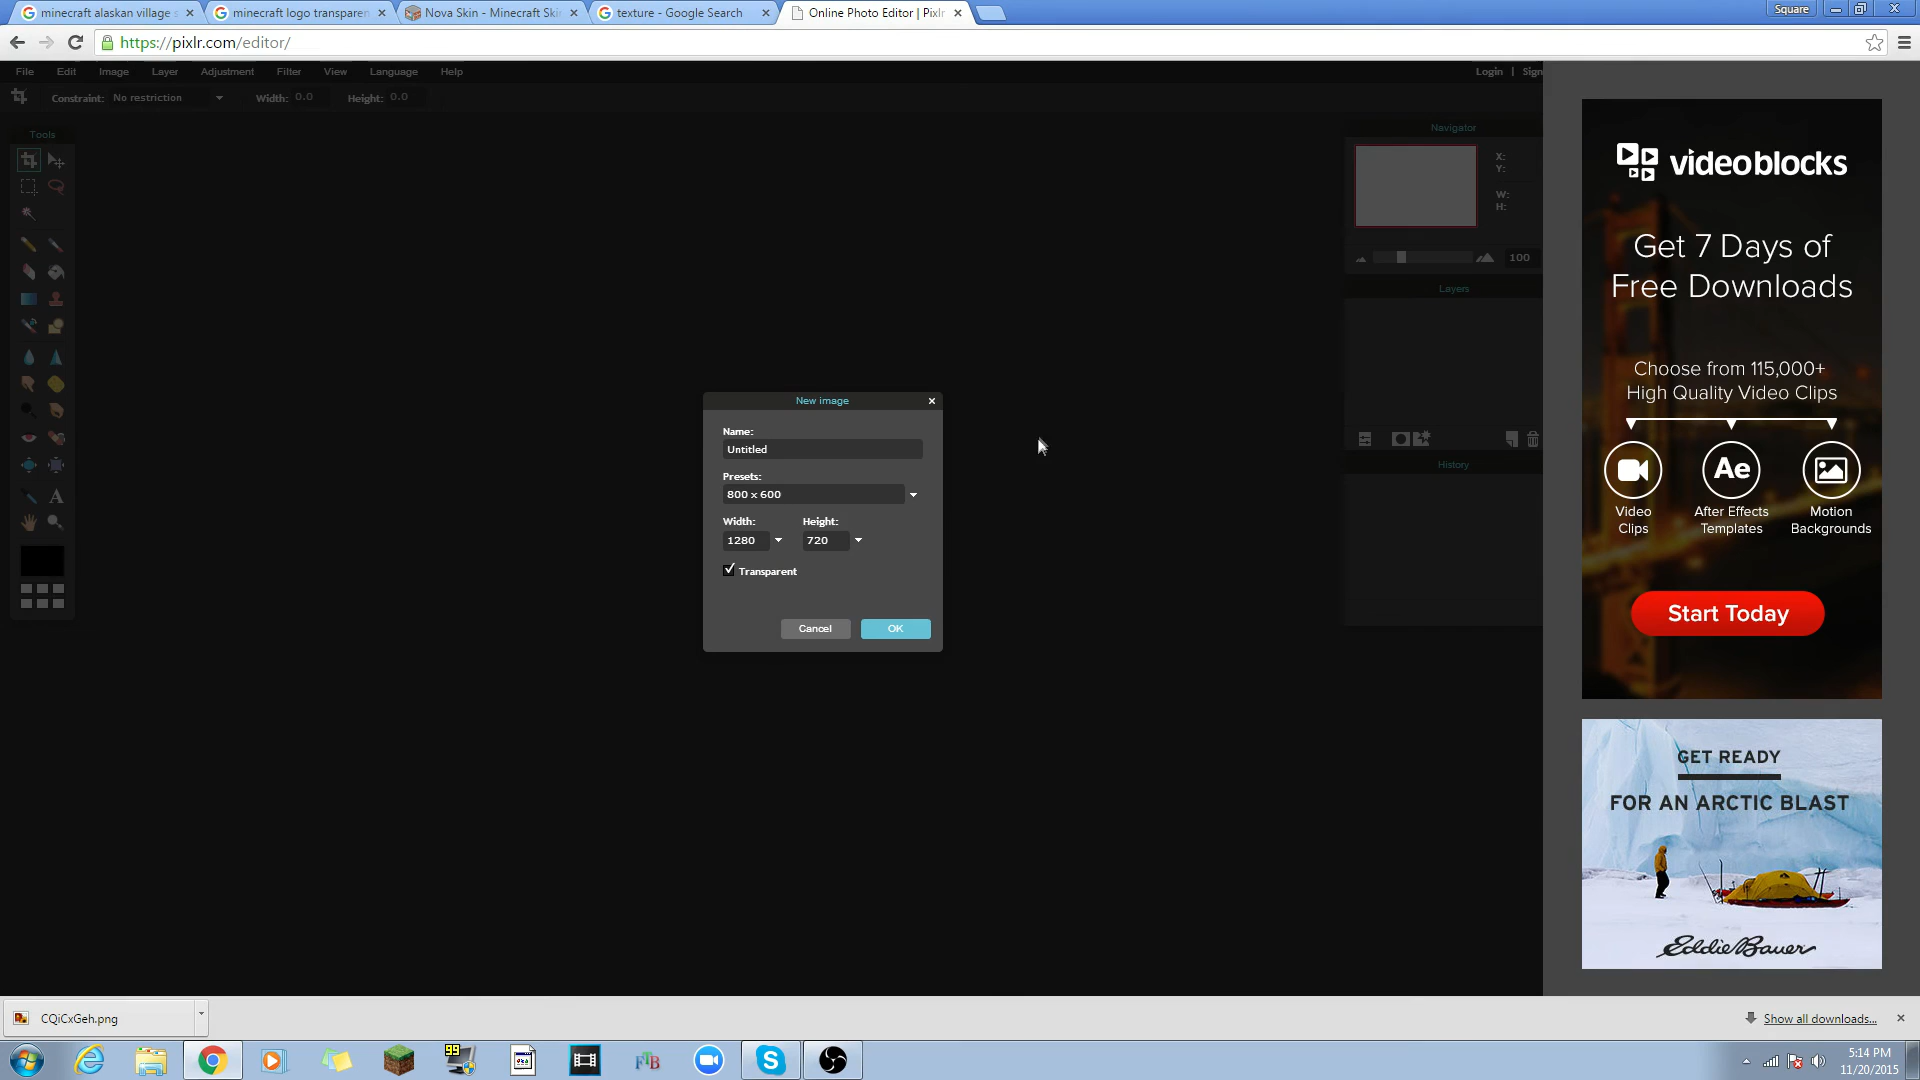 minecraft alaskan village s
minecraft logo transparen
Nova Skin - Minecraft Ski
texture - Google Search
Online Photo Editor | Pixlr
Square
https://pixlr.com/editor/
File Edit Image Layer Adjustment Filter View Language Help
Login | Sign
Constraint: No restriction Width: 0.0 Height: 0.0
Tools
Navigator
X:
Y:
W:
H:
100
Layers
History
New image
Name:
Untitled
Presets:
800 x 600
Width: Height:
1280 720
Transparent
Cancel OK
videoblocks
Get 7 Days of
Free Downloads
Choose from 115,000+
High Quality Video Clips
Ae
Video
Clips
After Effects
Templates
Motion
Backgrounds
Start Today
GET READY
FOR AN ARCTIC BLAST
Eddie Bauer
CQiCxGeh.png
Show all downloads...
99
FTB
5:14 PM
11/20/2015